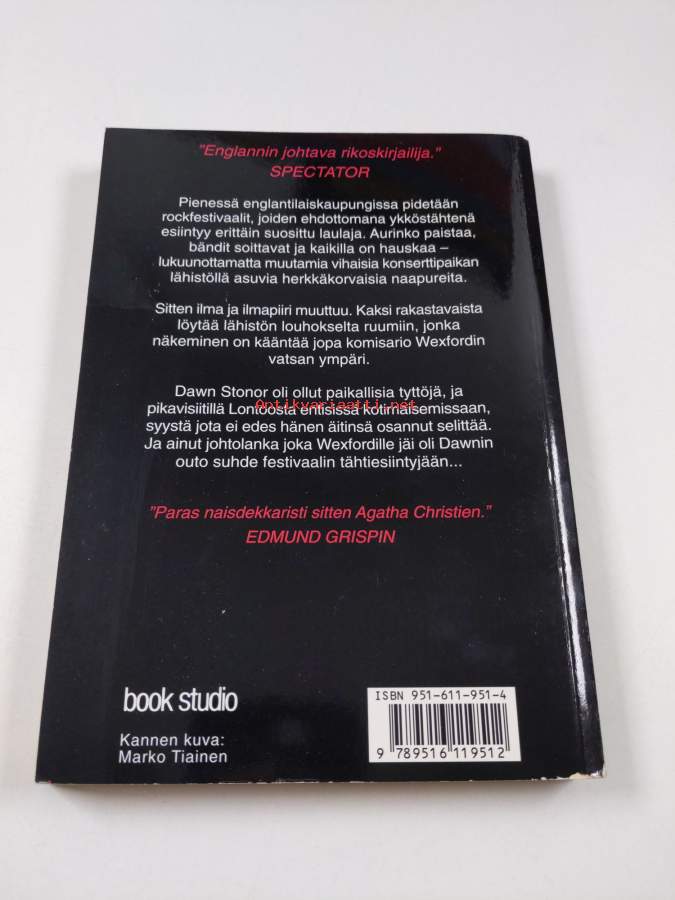 "Englannin johtava rikoskirjailija."
SPECTATOR
Pienessä englantilaiskaupungissa pidetään
rockfestivaalit, joiden ehdottomana ykköstähtenä
esiintyy erittäin suosittu laulaja. Aurinko paistaa,
bändit soittavat ja kaikilla on hauskaa –
lukuunottamatta muutamia vihaisia konserttipaikan
lähistöllä asuvia herkkäkorvaisia naapureita.
Sitten ilma ja ilmapiiri muuttuu. Kaksi rakastavaista
löytää lähistön louhokselta ruumiin, jonka
näkeminen on kääntää jopa komisario Wexfordin
vatsan ympäri.
Dawn Stonor oli ollut paikallisia tyttöjä, ja
Antikvariaatti.net
pikavisiitillä Lontoosta entisissä kotimaisemissaan,
syystä jota ei edes hänen äitinsä osannut selittää.
Ja ainut johtolanka joka Wexfordille jäi oli Dawnin
outo suhde festivaalin tähtiesiintyjään...
"Paras naisdekkaristi sitten Agatha Christien."
EDMUND GRISPIN
book studio
Kannen kuva:
Marko Tiainen
ISBN 951-611-951-4
9 789516 119512